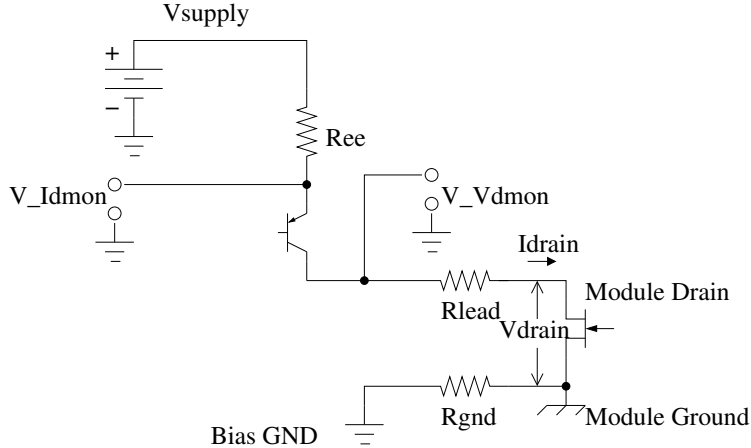 Vsupply
+
−
Ree
V_Idmon
V_Vdmon
Idrain
Rlead
Module Drain
Vdrain
Rgnd
Module Ground
Bias GND